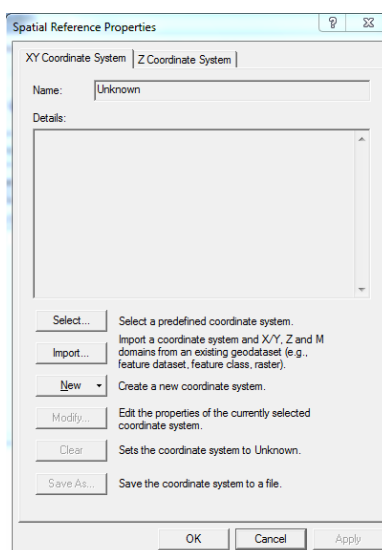 Spatial Reference Properties
XY Coordinate System Z Coordinate System
Name: Unknown
Details:
Select... Select a predefined coordinate system.
Import... Import a coordinate system and X/Y, Z and M
domains from an existing geodataset (e.g.,
feature dataset, feature class, raster).
New Create a new coordinate system.
Modify... Edit the properties of the currently selected
coordinate system.
Clear Sets the coordinate system to Unknown.
Save As... Save the coordinate system to a file.
OK Cancel Apply